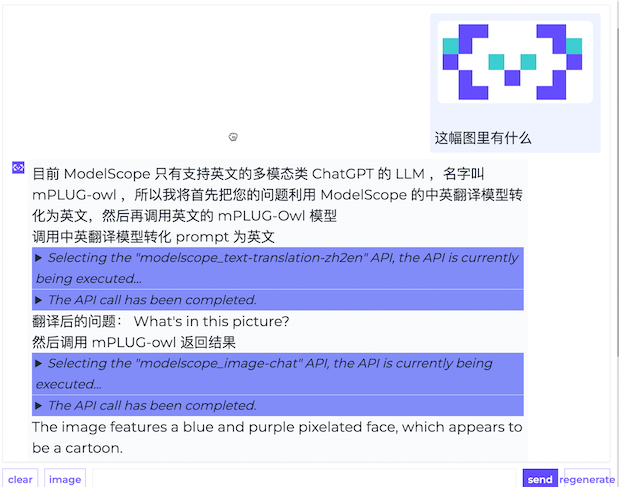 这幅图里有什么
目前 ModelScope 只有支持英文的多模态类 ChatGPT 的 LLM ，名字叫
mPLUG-owl ，所以我将首先把您的问题利用 ModelScope 的中英翻译模型转
化为英文，然后再调用英文的 mPLUG-Owl 模型
调用中英翻译模型转化 prompt 为英文
▶ Selecting the "modelscope_text-translation-zh2en" API, the API is currently
being executed...
▶ The API call has been completed.
翻译后的问题： What's in this picture?
然后调用 mPLUG-owl 返回结果
▶ Selecting the "modelscope_image-chat" API, the API is currently being
executed...
▶ The API call has been completed.
The image features a blue and purple pixelated face, which appears to
be a cartoon.
clear image send regenerate